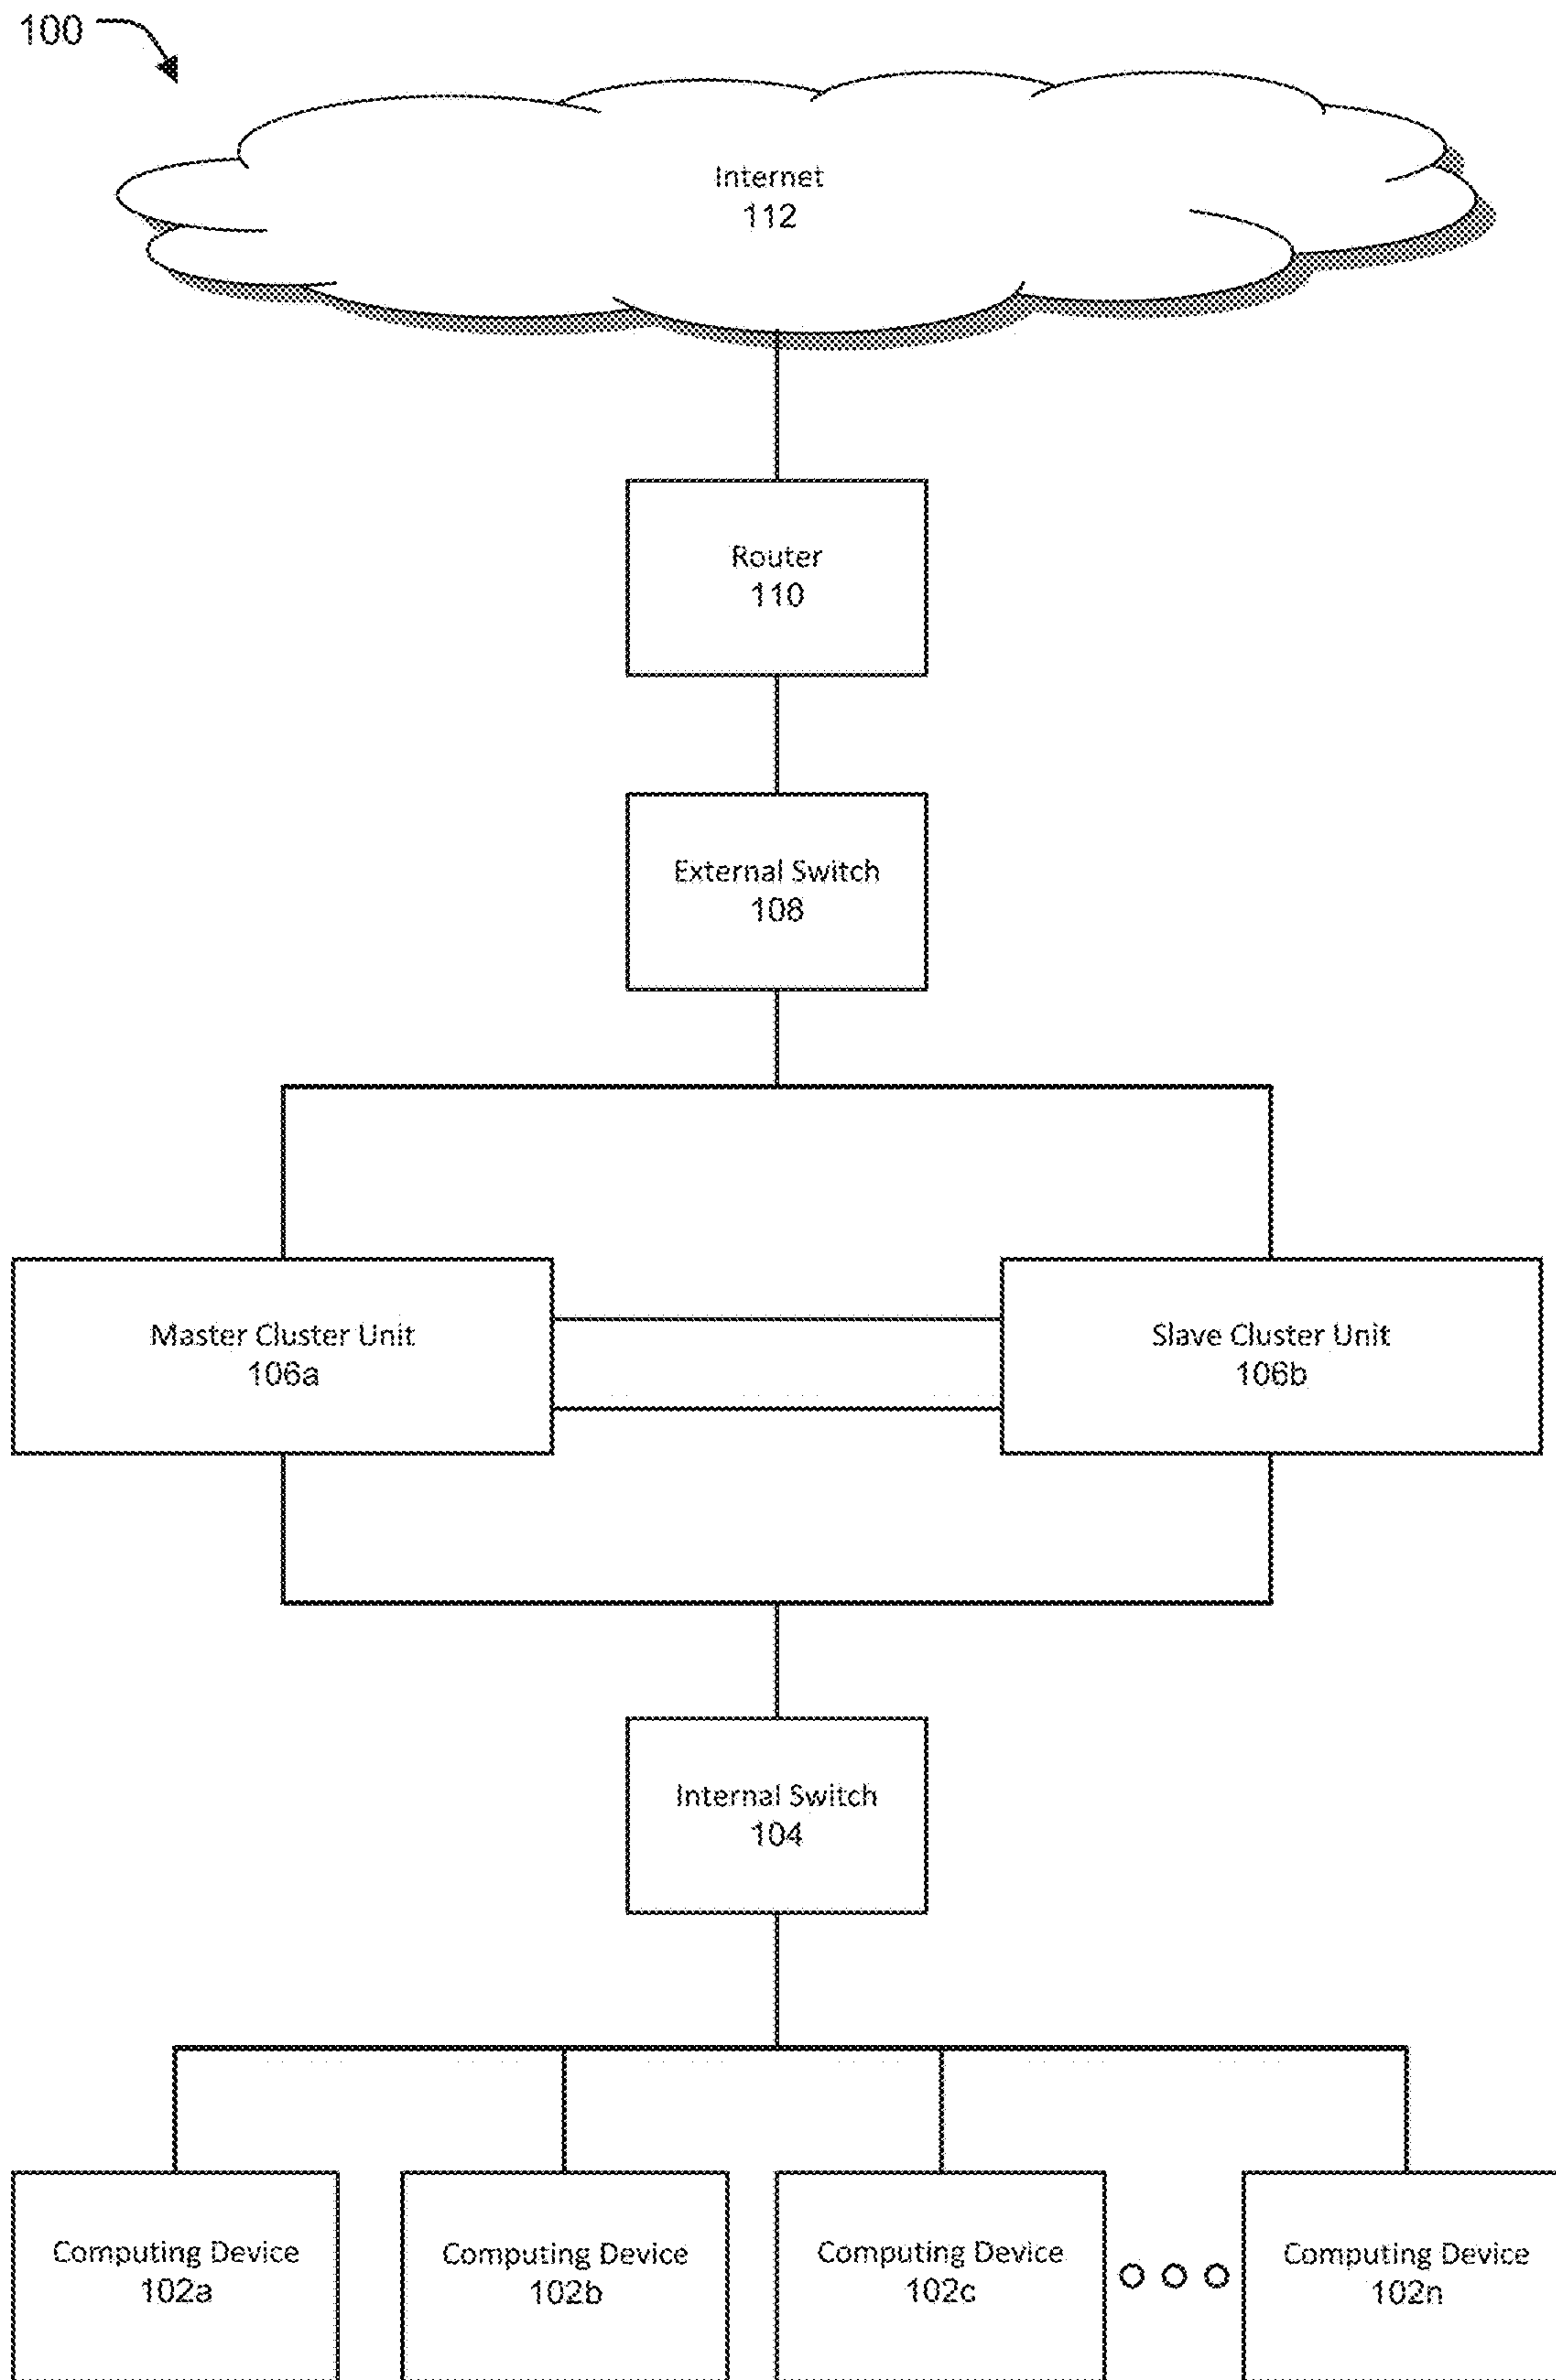 100
Internet
112
Router
110
External Switch
108
Master Cluster Unit
106a
Slave Cluster Unit
106b
Internal Switch
104
Computing Device
102a
Computing Device
102b
Computing Device
102c
Computing Device
102n